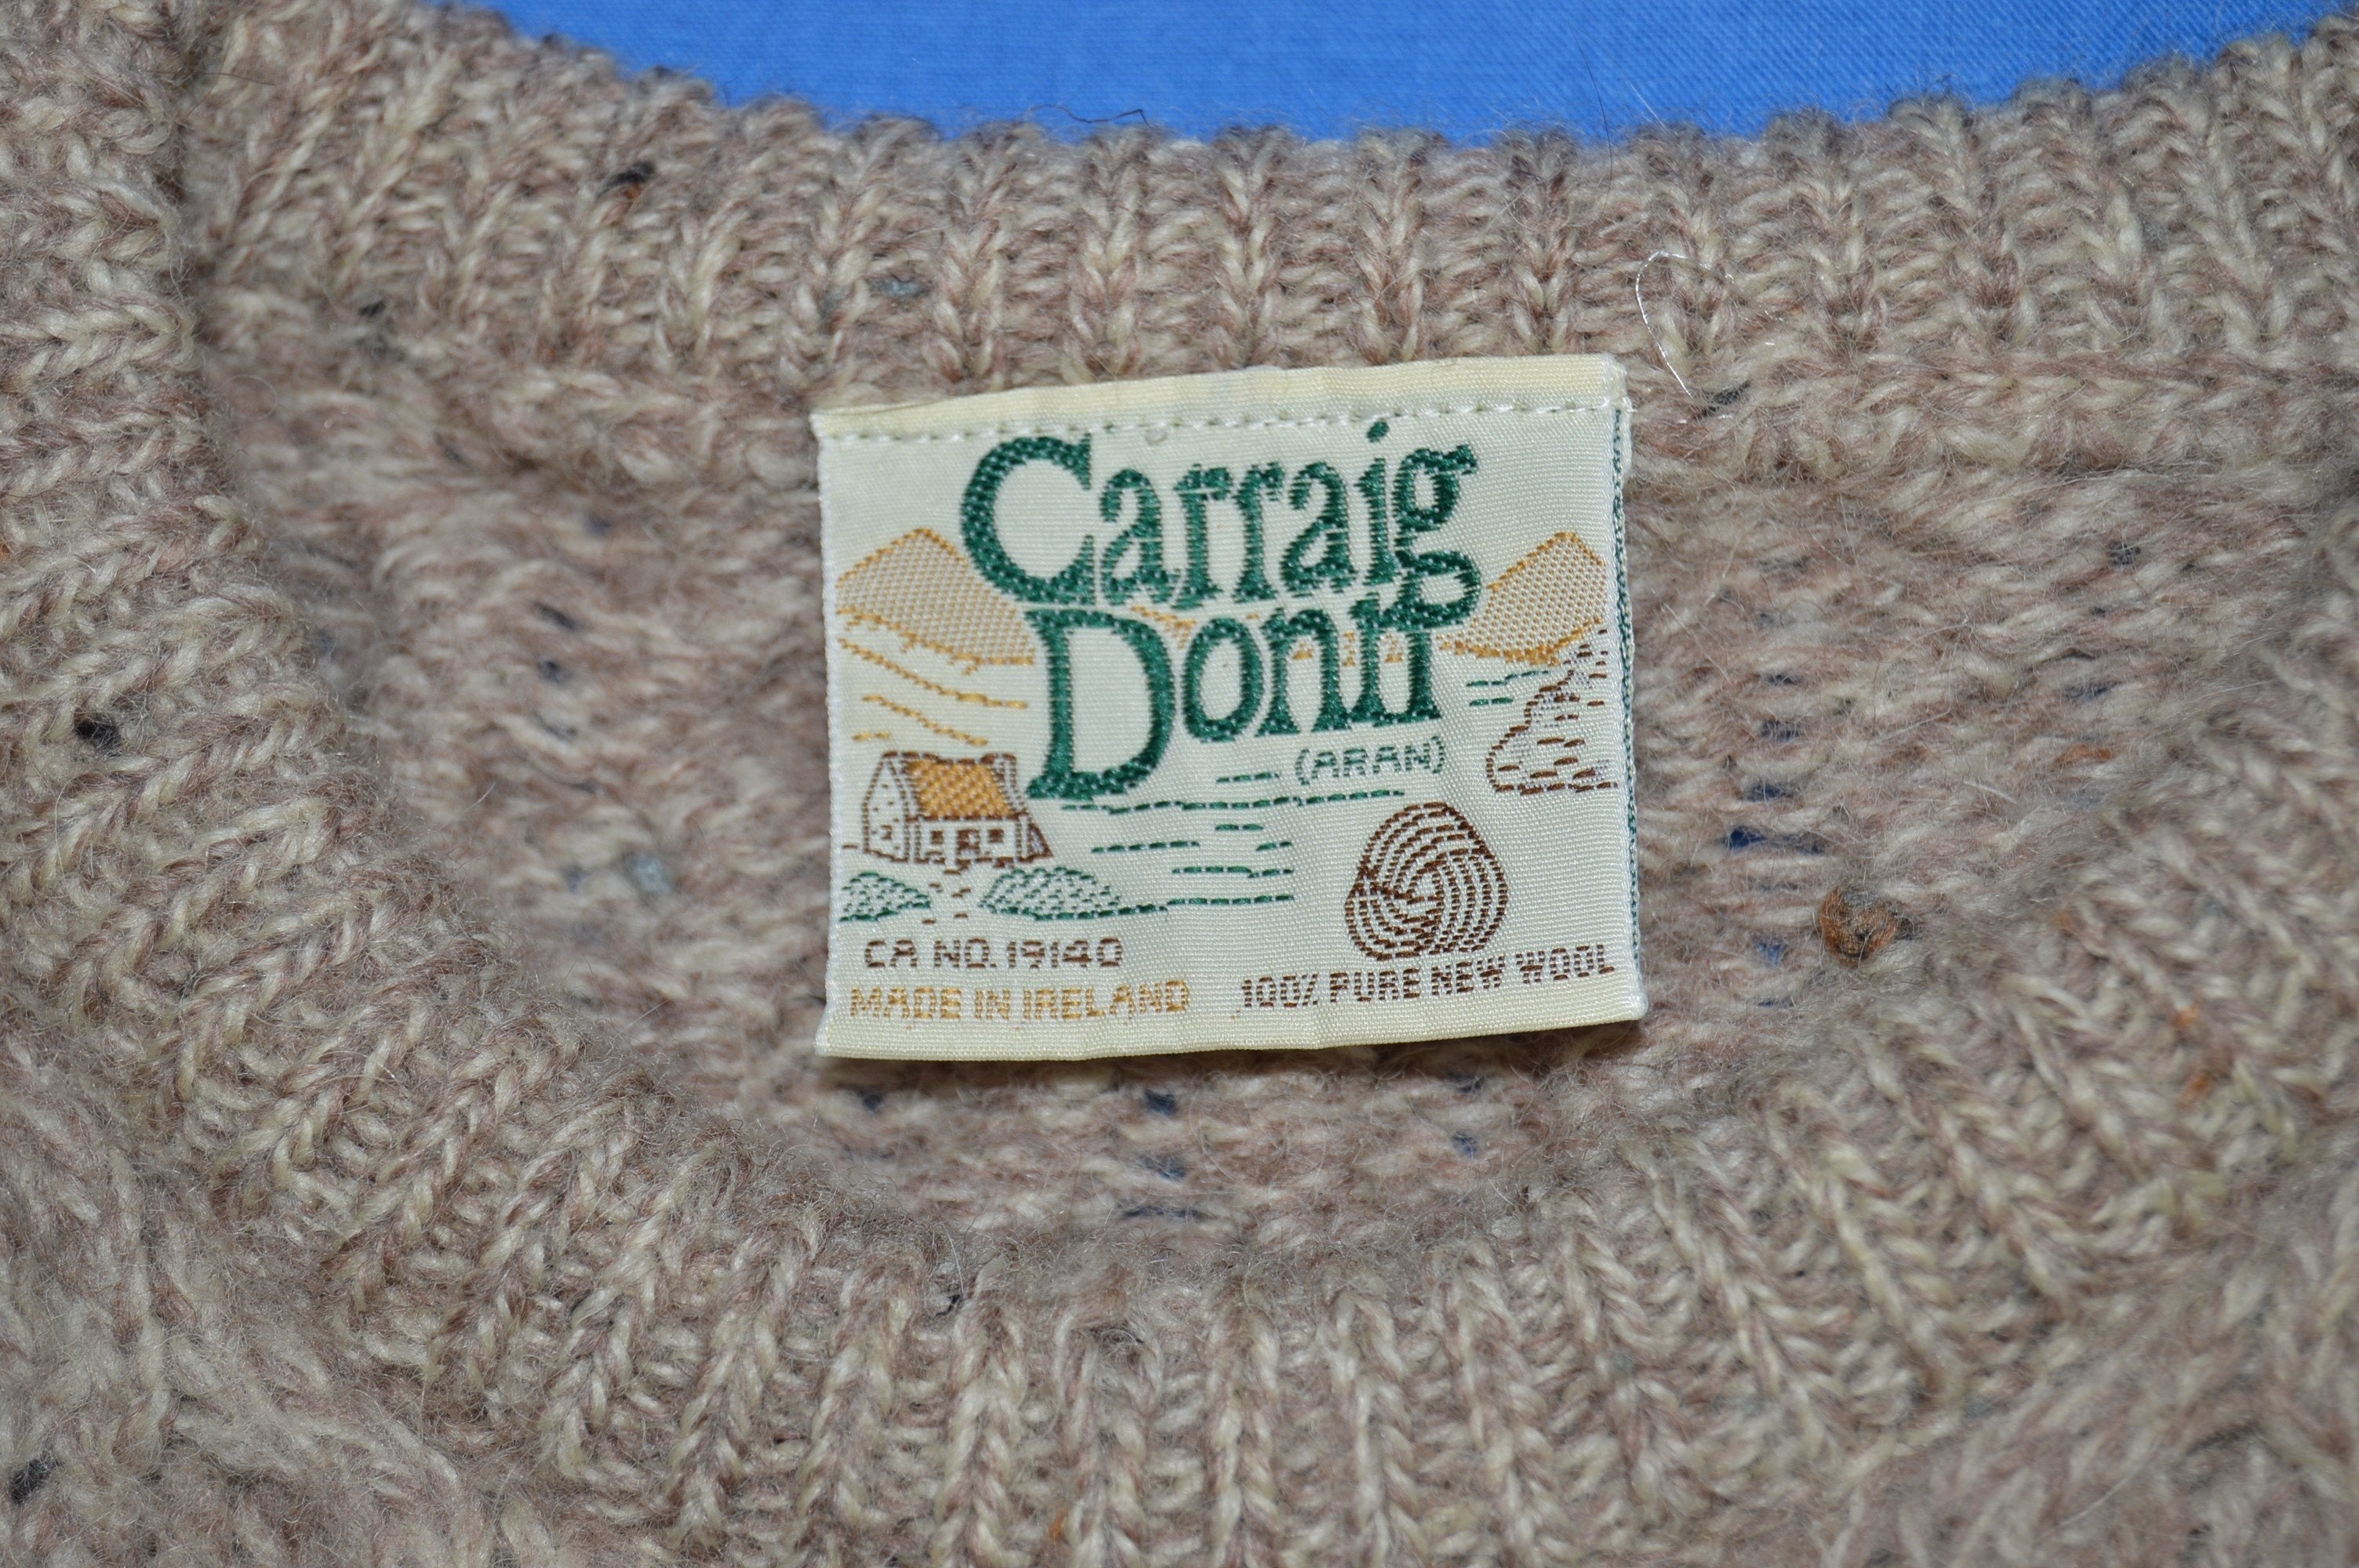 Carraig
Donn
(ARAN)
CA NO. 19140
MADE IN IRELAND
100% PURE NEW WOOL